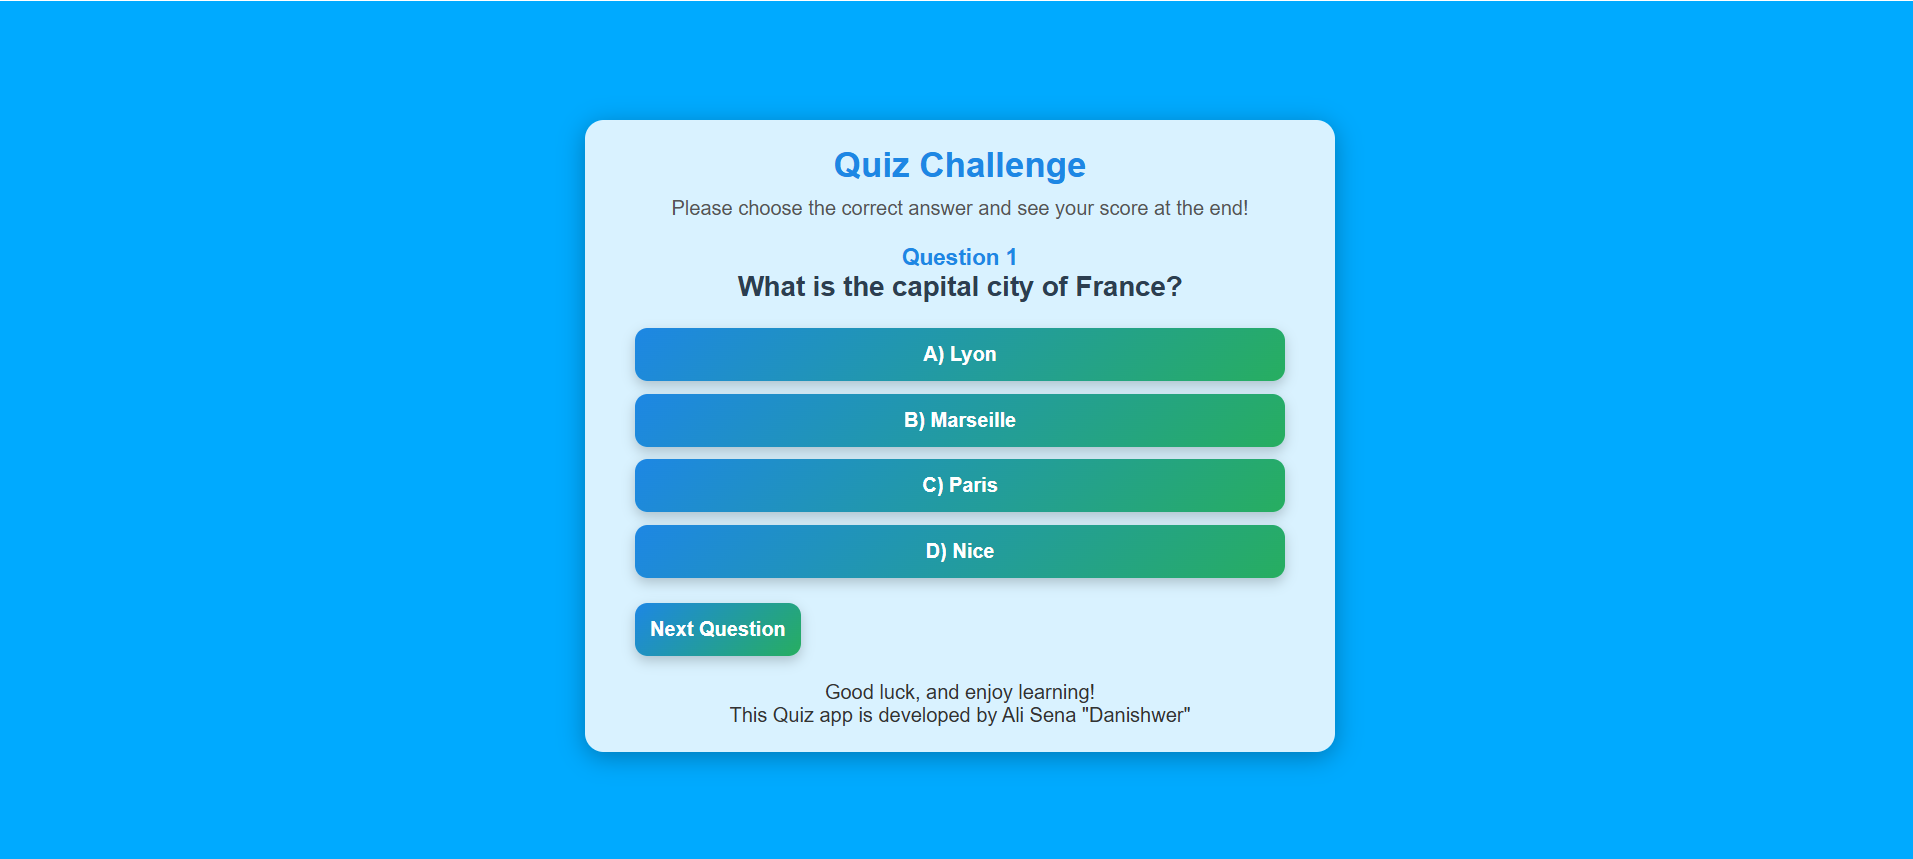 Quiz Challenge
Please choose the correct answer and see your score at the end!
Question 1
What is the capital city of France?
A) Lyon
B) Marseille
C) Paris
D) Nice
Next Question
Good luck, and enjoy learning!
This Quiz app is developed by Ali Sena "Danishwer"